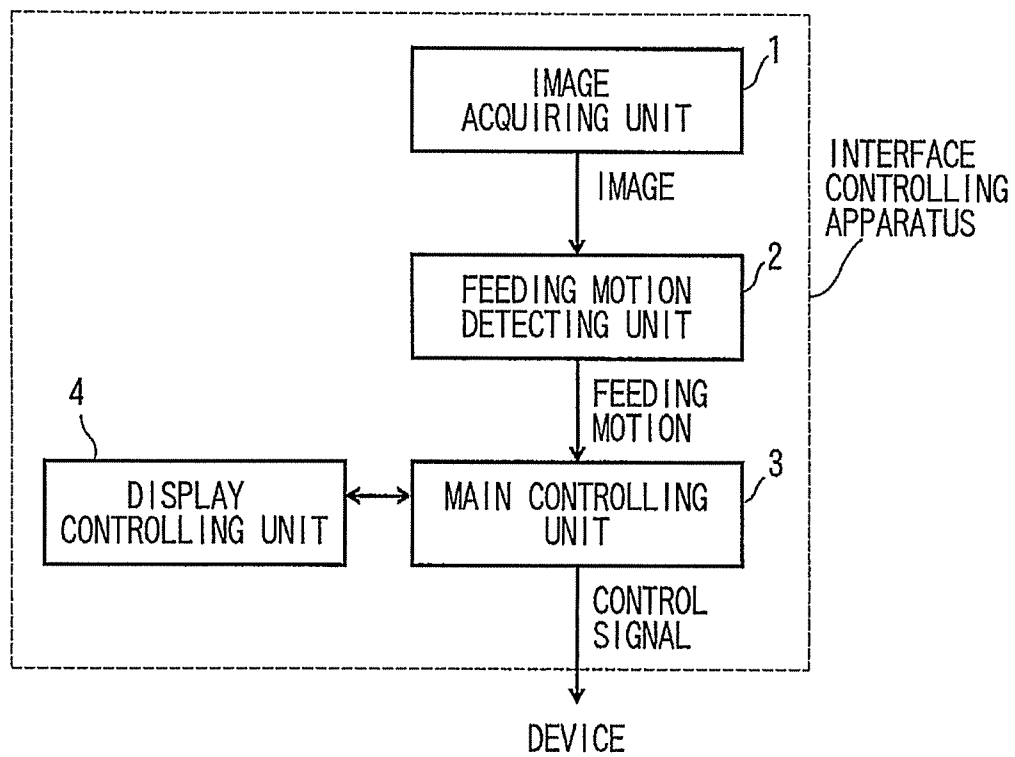 1
IMAGE
ACQUIRING UNIT
IMAGE
INTERFACE
CONTROLLING
APPARATUS
2
FEEDING MOTION
DETECTING UNIT
FEEDING
MOTION
4
3
DISPLAY
CONTROLLING UNIT
MAIN CONTROLLING
UNIT
CONTROL
SIGNAL
DEVICE